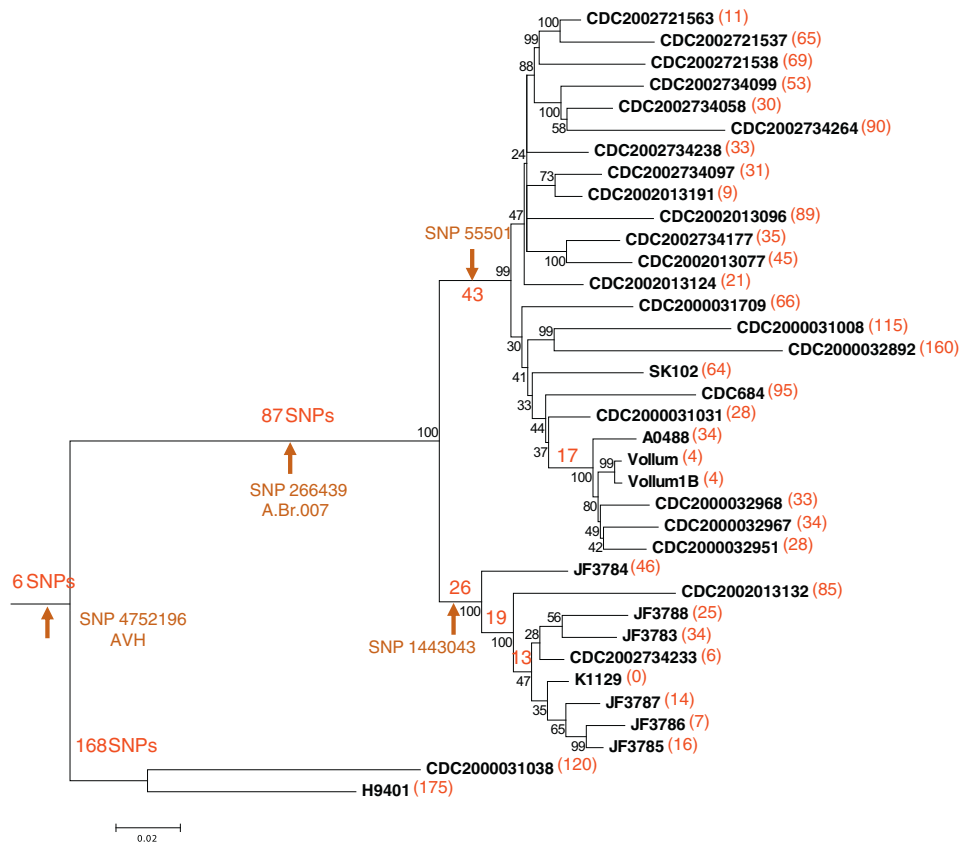 CDC2002721563 (11)
100
CDC2002721537 (65)
99
CDC2002721538 (69)
88
CDC2002734099 (53)
CDC2002734058 (30)
100
58
CDC2002734264 (90)
CDC2002734238 (33)
24
CDC2002734097 (31)
73
CDC2002013191 (9)
CDC2002013096 (89)
47
SNP 55501
CDC2002734177 (35)
CDC2002013077 (45)
100
99
CDC2002013124 (21)
43
CDC2000031709 (66)
CDC2000031008 (115)
99
30
CDC2000032892 (160)
SK102 (64)
41
CDC684 (95)
33
CDC2000031031 (28)
87SNPs
44
A0488 (34)
100
37
17
Vollum (4)
99
100
Vollum1B (4)
SNP 266439
A.Br.007
CDC2000032968 (33)
80
CDC2000032967 (34)
49
CDC2000032951 (28)
42
JF3784 (46)
6 SNPs
26
CDC2002013132 (85)
100
19
SNP 4752196
AVH
JF3788 (25)
56
JF3783 (34)
28
SNP 1443043
100
13
CDC2002734233 (6)
K1129 (0)
47
JF3787 (14)
35
JF3786 (7)
65
JF3785 (16)
99
168SNPs
CDC2000031038 (120)
H9401 (175)
0.02